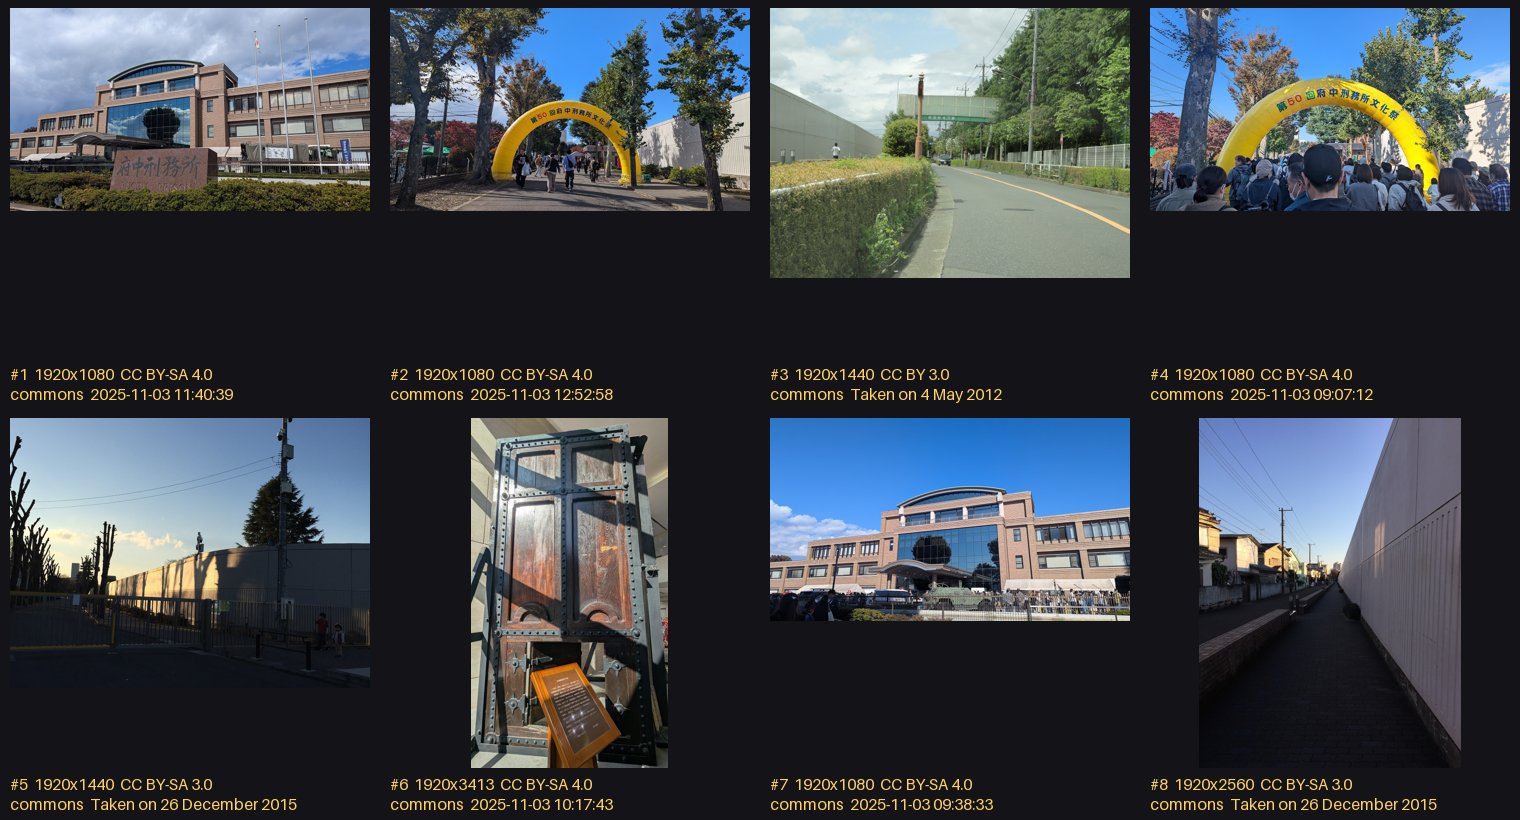 府中刑務所
第50回府中刑務所文化祭
第50回府中刑務所文化祭
#1 1920x1080 CC BY-SA 4.0
commons 2025-11-03 11:40:39
#2 1920x1080 CC BY-SA 4.0
commons 2025-11-03 12:52:58
#3 1920x1440 CC BY 3.0
commons Taken on 4 May 2012
#4 1920x1080 CC BY-SA 4.0
commons 2025-11-03 09:07:12
#5 1920x1440 CC BY-SA 3.0
commons Taken on 26 December 2015
#6 1920x3413 CC BY-SA 4.0
commons 2025-11-03 10:17:43
#7 1920x1080 CC BY-SA 4.0
commons 2025-11-03 09:38:33
#8 1920x2560 CC BY-SA 3.0
commons Taken on 26 December 2015